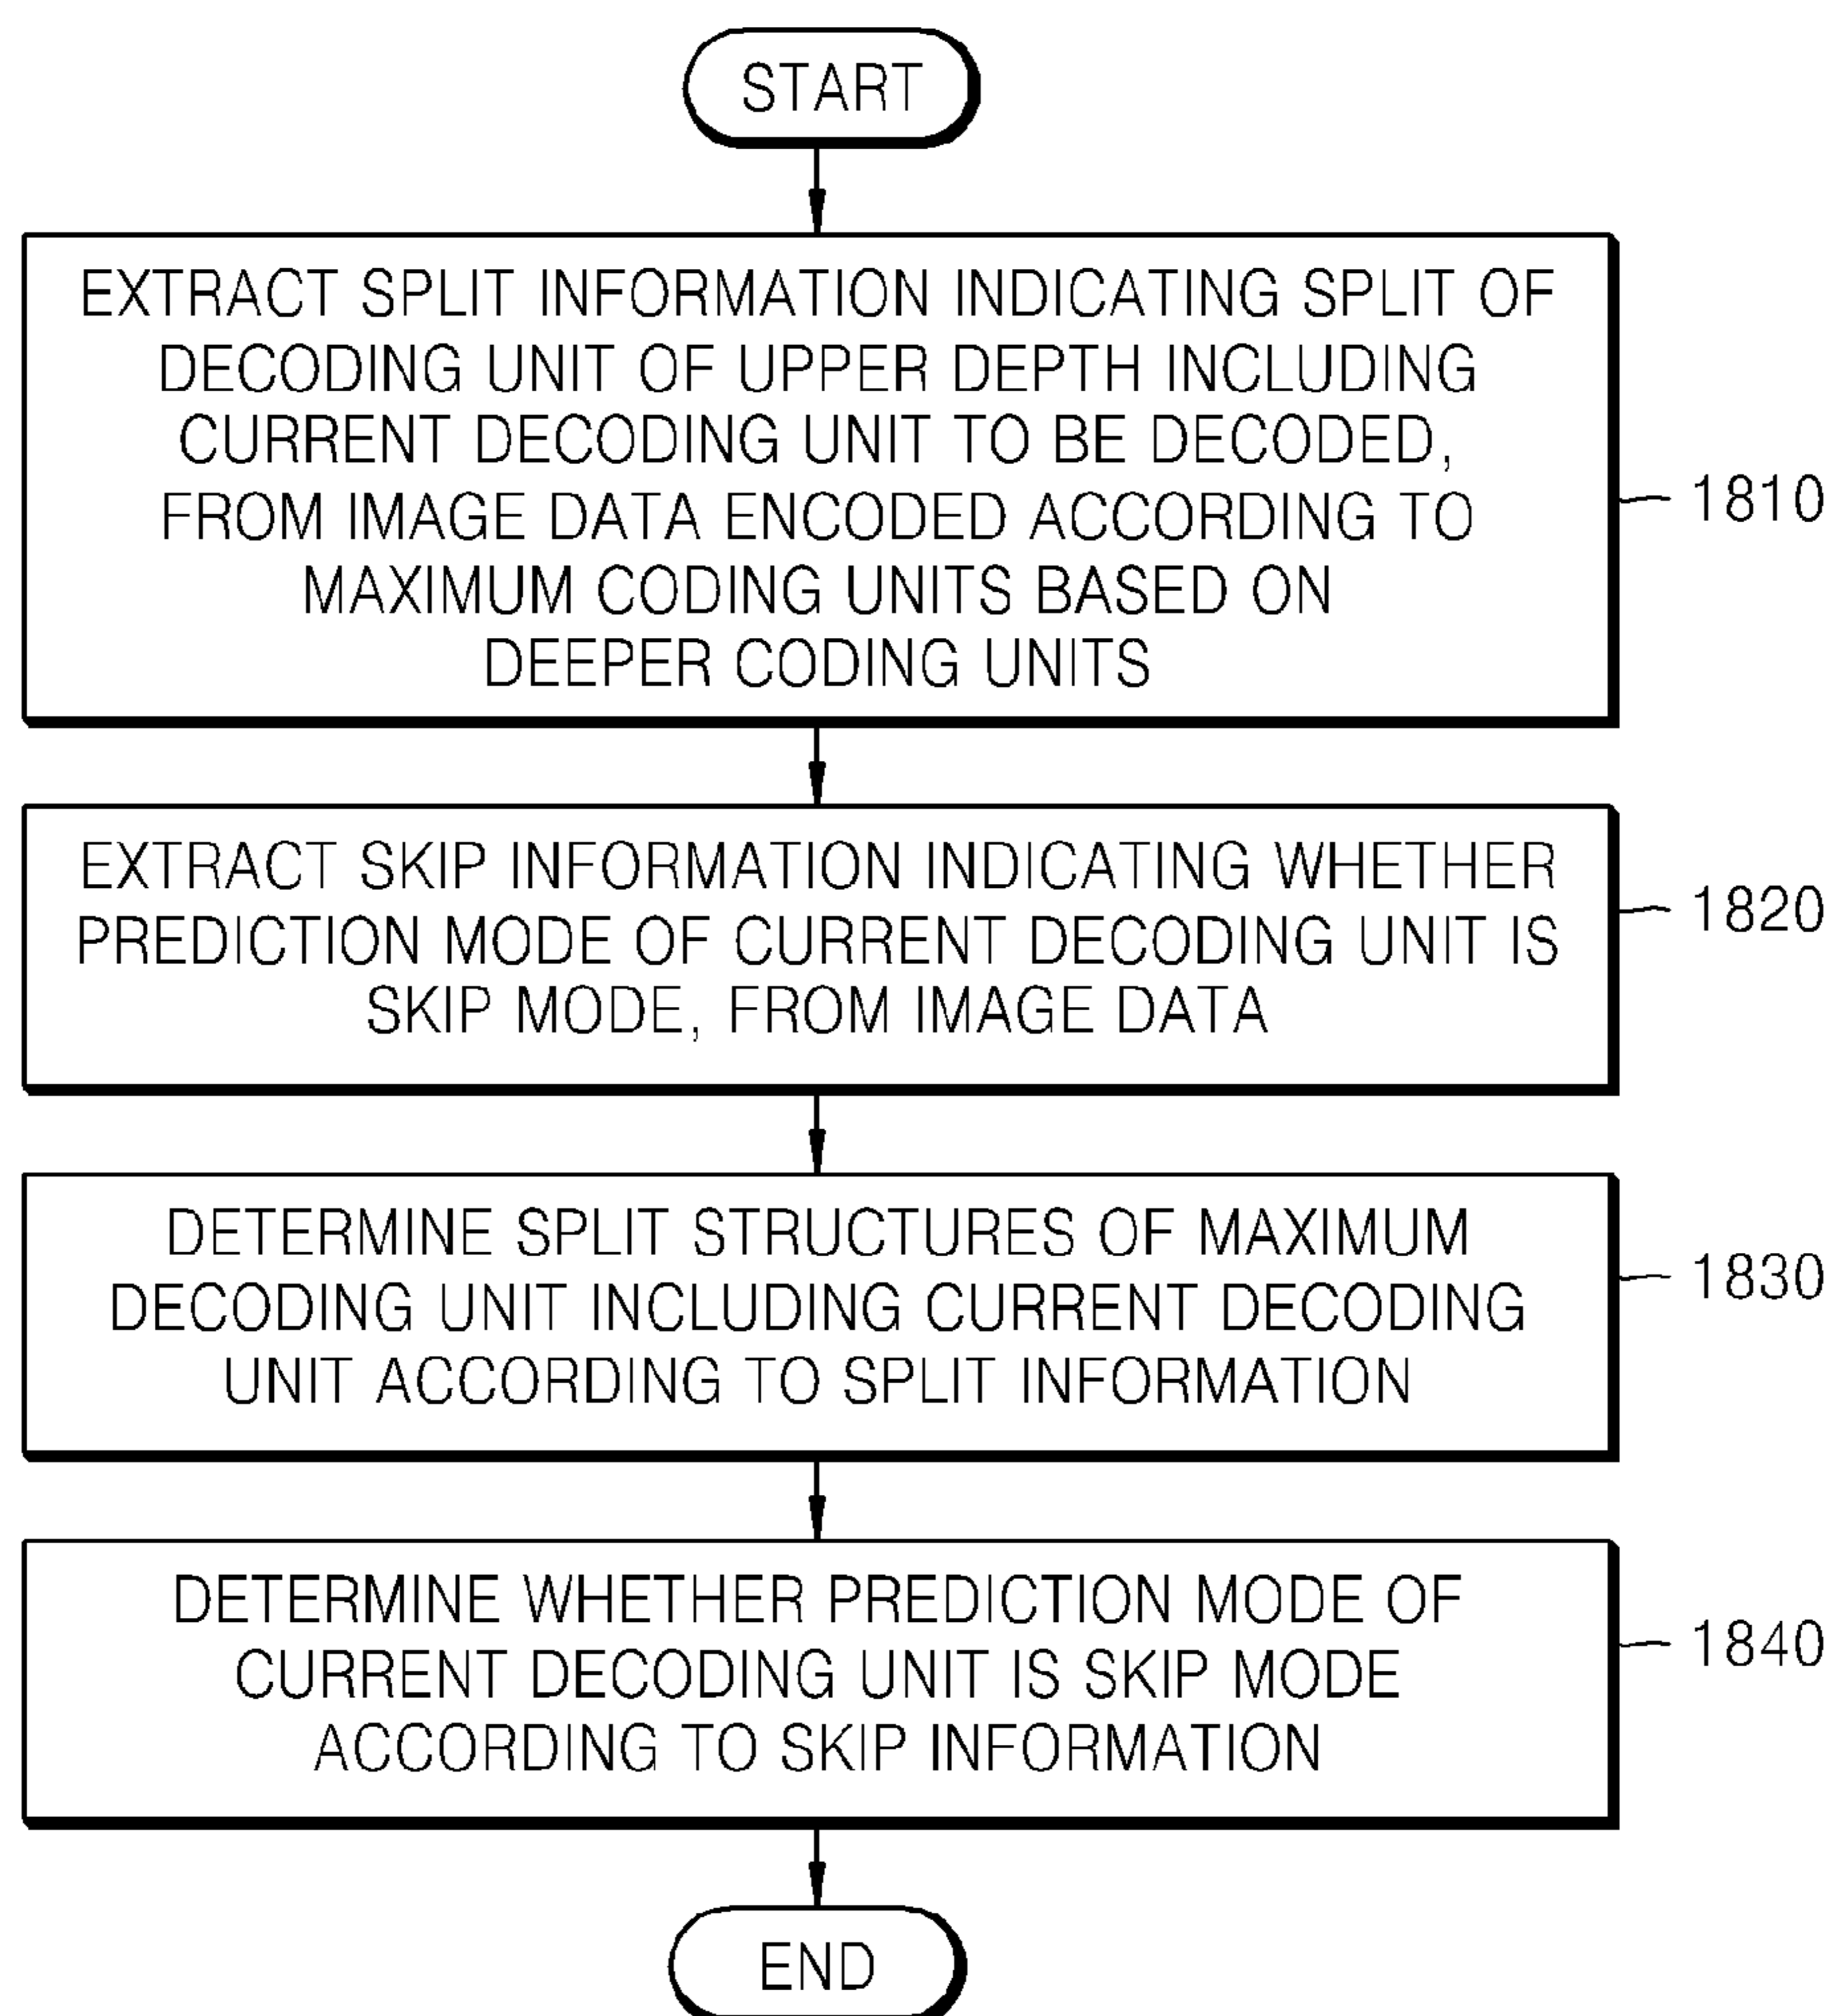 START
EXTRACT SPLIT INFORMATION INDICATING SPLIT OF
DECODING UNIT OF UPPER DEPTH INCLUDING
CURRENT DECODING UNIT TO BE DECODED,
FROM IMAGE DATA ENCODED ACCORDING TO
MAXIMUM CODING UNITS BASED ON
DEEPER CODING UNITS
1810
EXTRACT SKIP INFORMATION INDICATING WHETHER
PREDICTION MODE OF CURRENT DECODING UNIT IS
SKIP MODE, FROM IMAGE DATA
1820
DETERMINE SPLIT STRUCTURES OF MAXIMUM
DECODING UNIT INCLUDING CURRENT DECODING
UNIT ACCORDING TO SPLIT INFORMATION
1830
DETERMINE WHETHER PREDICTION MODE OF
CURRENT DECODING UNIT IS SKIP MODE
ACCORDING TO SKIP INFORMATION
1840
END